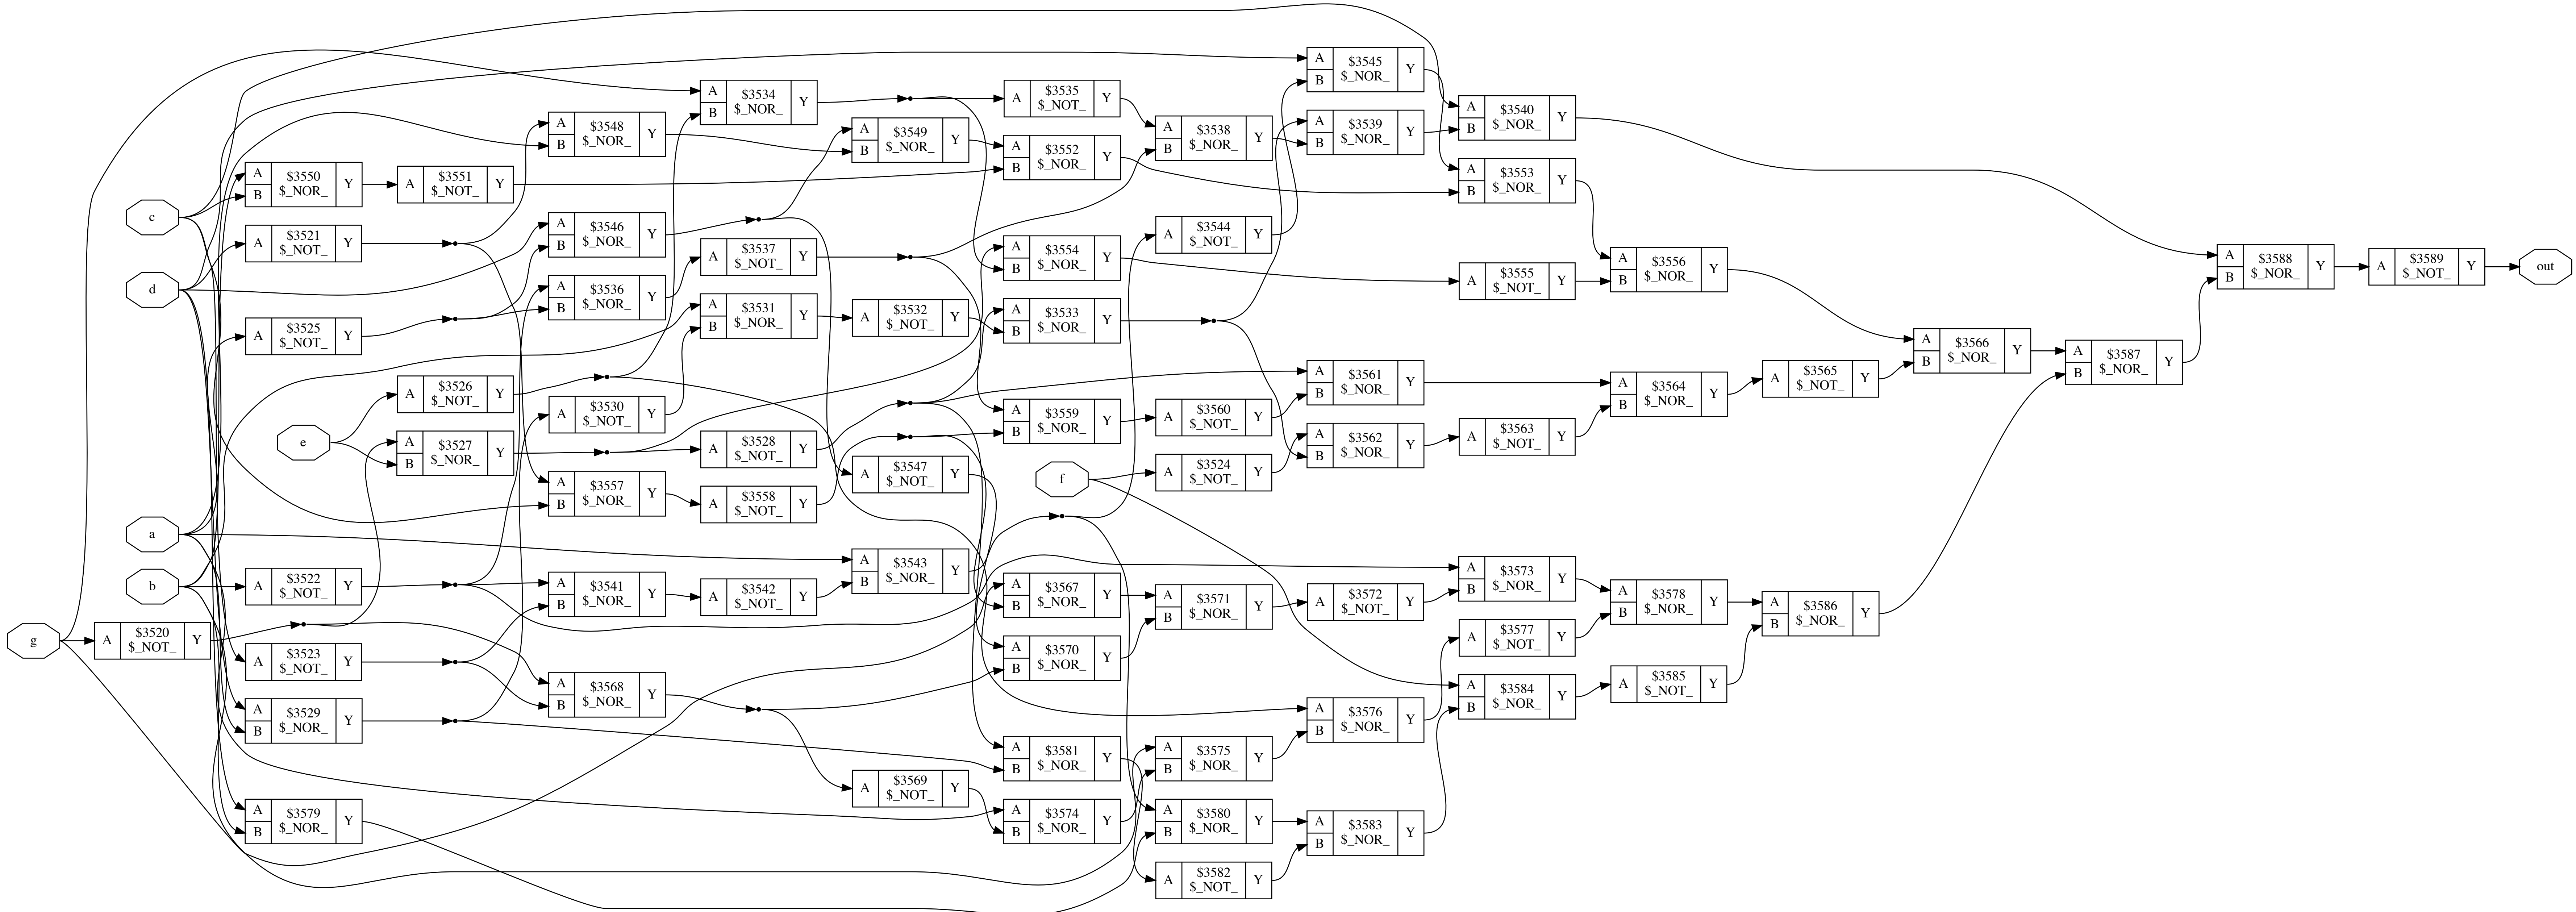 A $3545 Y
B $_NOR_
A $3534 Y
B $_NOR_
A $3535 Y
$_NOT_
A $3540 Y
B $_NOR_
A $3548 Y
B $_NOR_
A $3549 Y
B $_NOR_
A $3538 Y
B $_NOR_
A $3539 Y
B $_NOR_
A $3552 Y
B $_NOR_
A $3550 Y
B $_NOR_
A $3551 Y
$_NOT_
A $3553 Y
B $_NOR_
c
A $3546 Y
B $_NOR_
A $3544 Y
$_NOT_
A $3521 Y
$_NOT_
A $3537 Y
$_NOT_
A $3554 Y
B $_NOR_
A $3556 Y
B $_NOR_
A $3588 Y
B $_NOR_
A $3589 Y
$_NOT_
out
d
A $3536 Y
B $_NOR_
A $3555 Y
$_NOT_
A $3531 Y
B $_NOR_
A $3532 Y
$_NOT_
A $3533 Y
B $_NOR_
A $3525 Y
$_NOT_
A $3566 Y
B $_NOR_
A $3587 Y
B $_NOR_
A $3526 Y
$_NOT_
A $3561 Y
B $_NOR_
A $3564 Y
B $_NOR_
A $3565 Y
$_NOT_
A $3530 Y
$_NOT_
A $3559 Y
B $_NOR_
A $3560 Y
$_NOT_
e
A $3527 Y
B $_NOR_
A $3528 Y
$_NOT_
A $3562 Y
B $_NOR_
A $3563 Y
$_NOT_
A $3547 Y
$_NOT_
f
A $3524 Y
$_NOT_
A $3557 Y
B $_NOR_
A $3558 Y
$_NOT_
a
A $3543 Y
B $_NOR_
A $3573 Y
B $_NOR_
b
A $3522 Y
$_NOT_
A $3541 Y
B $_NOR_
A $3542 Y
$_NOT_
A $3567 Y
B $_NOR_
A $3571 Y
B $_NOR_
A $3572 Y
$_NOT_
A $3578 Y
B $_NOR_
A $3586 Y
B $_NOR_
g
A $3520 Y
$_NOT_
A $3577 Y
$_NOT_
A $3523 Y
$_NOT_
A $3570 Y
B $_NOR_
A $3568 Y
B $_NOR_
A $3584 Y
B $_NOR_
A $3585 Y
$_NOT_
A $3529 Y
B $_NOR_
A $3576 Y
B $_NOR_
A $3581 Y
B $_NOR_
A $3575 Y
B $_NOR_
A $3569 Y
$_NOT_
A $3579 Y
B $_NOR_
A $3574 Y
B $_NOR_
A $3580 Y
B $_NOR_
A $3583 Y
B $_NOR_
A $3582 Y
$_NOT_